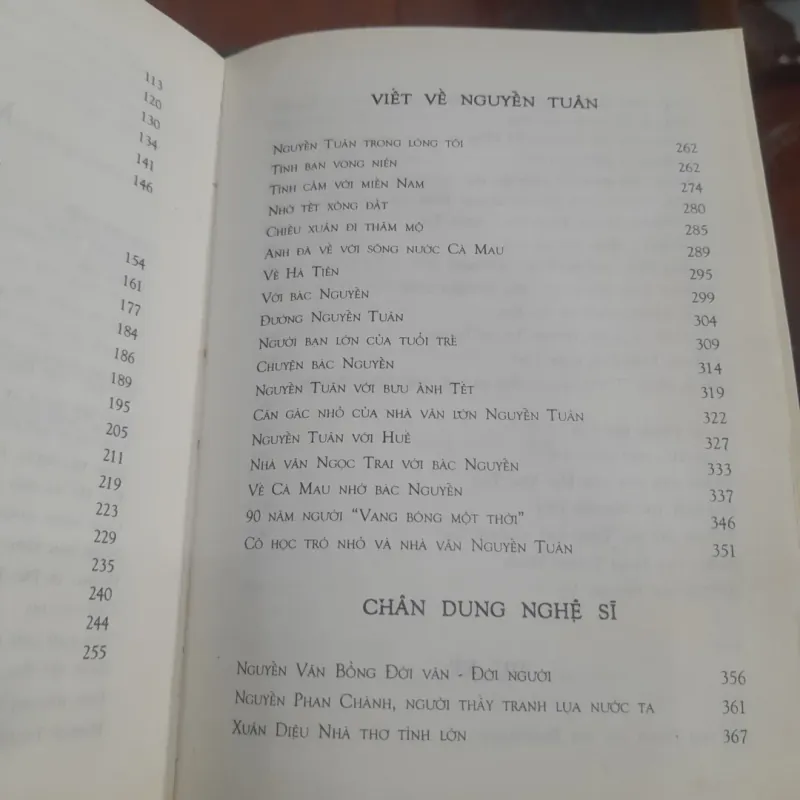 113
120
130
134
141
146
154
161
177
184
186
189
195
205
211
219
223
229
235
240
244
255
VIẾT VỀ NGUYỄN TUÂN
NGUYỄN TUÂN TRONG LÒNG TÔI 262
TÌNH BẠN VONG NIÊN 262
TÌNH CẢM VỚI MIỀN NAM 274
NHỚ TẾT XÔNG ĐẤT 280
CHIỀU XUÂN ĐI THĂM MỘ 285
ANH ĐÃ VỀ VỚI SÔNG NƯỚC CÀ MAU 289
VỀ HÀ TIÊN 295
VỚI BÁC NGUYỄN 299
ĐƯỜNG NGUYỄN TUÂN 304
NGƯỜI BẠN LỚN CỦA TUỔI TRẺ 309
CHUYỆN BÁC NGUYỄN 314
NGUYỄN TUÂN VỚI BƯU ẢNH TẾT 319
CĂN GÁC NHỎ CỦA NHÀ VĂN LỚN NGUYỄN TUÂN 322
NGUYỄN TUÂN VỚI HUẾ 327
NHÀ VĂN NGỌC TRAI VỚI BÁC NGUYỄN 333
VỀ CÀ MAU NHỚ BÁC NGUYỄN 337
90 NĂM NGƯỜI "VANG BÓNG MỘT THỜI" 346
CÔ HỌC TRÒ NHỎ VÀ NHÀ VĂN NGUYỄN TUÂN 351
CHÂN DUNG NGHỆ SĨ
NGUYỄN VĂN BỔNG ĐỜI VĂN - ĐỜI NGƯỜI 356
NGUYỄN PHAN CHÁNH, NGƯỜI THẦY TRANH LỤA NƯỚC TA 361
XUÂN DIỆU NHÀ THƠ TÌNH LỚN 367